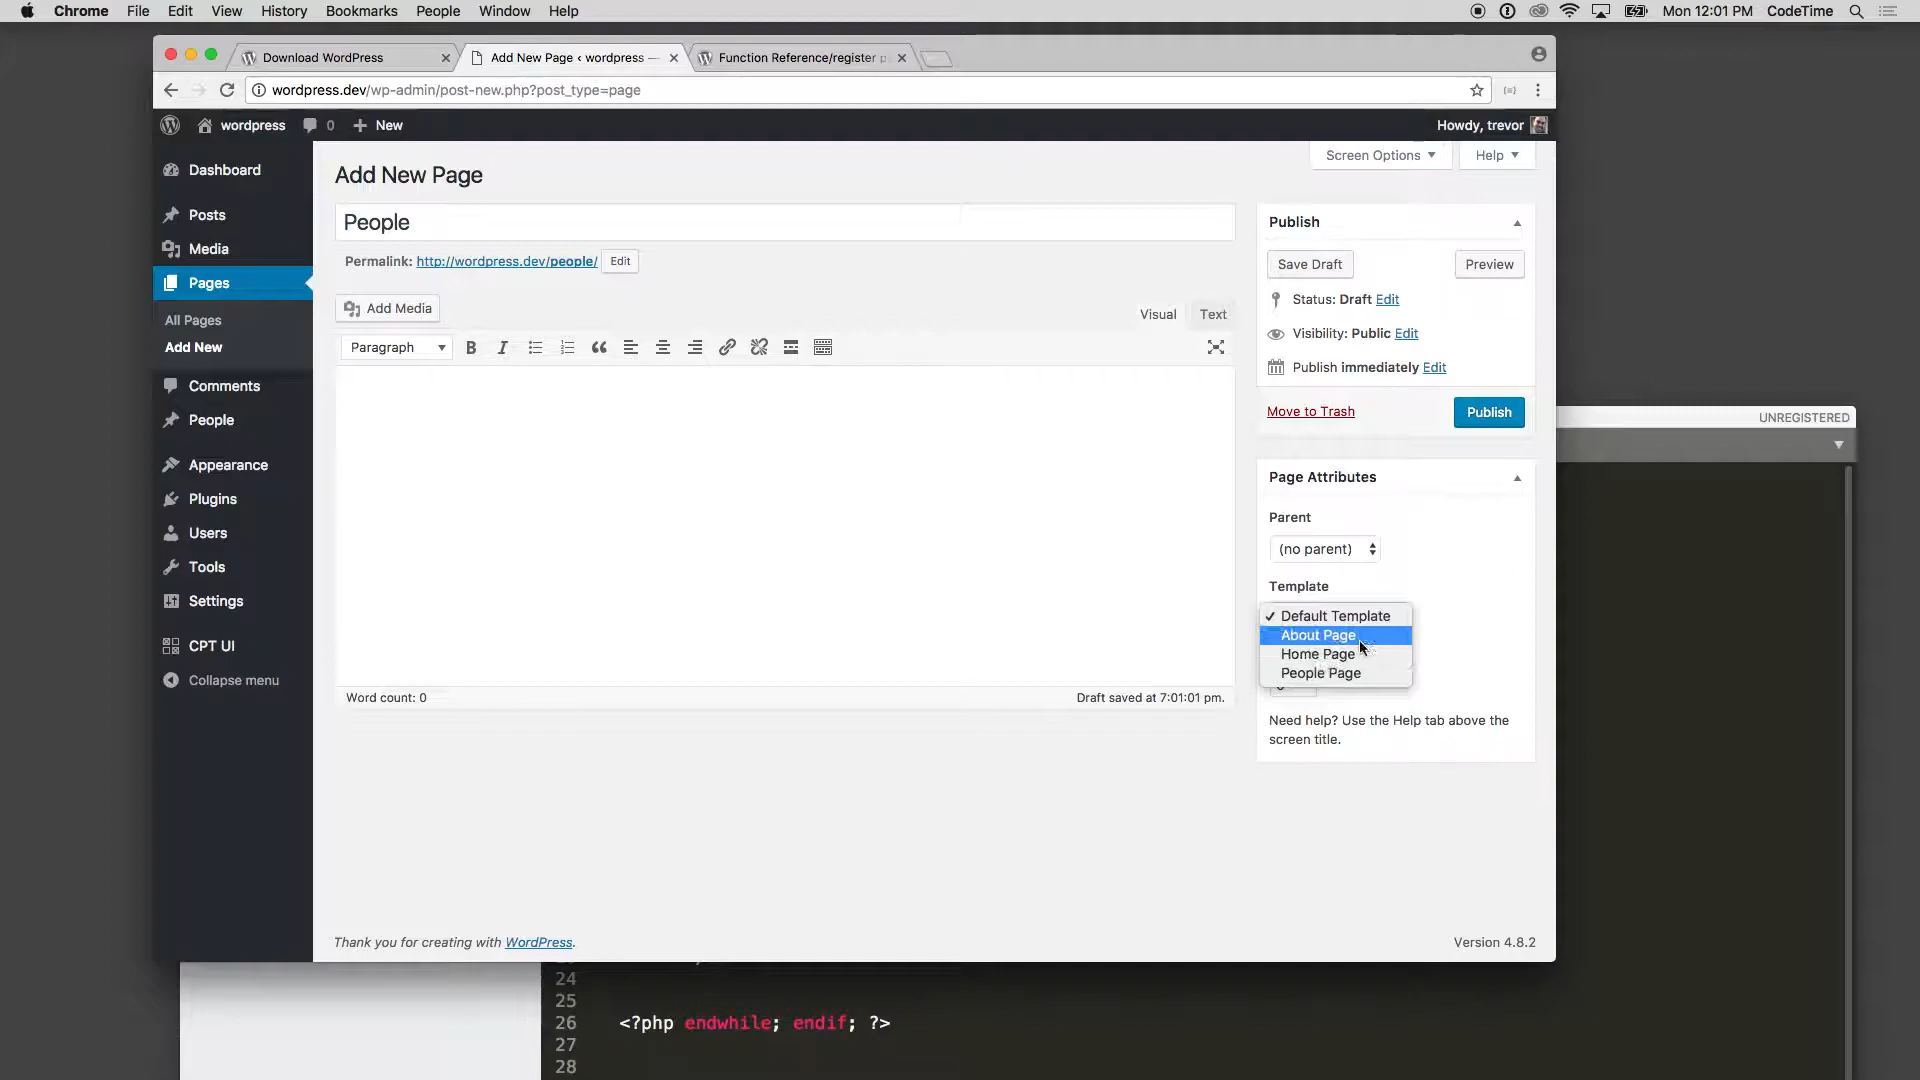 Chrome File Edit View History Bookmarks People Window Help Mon 12:01 PM CodeTime
Download WordPress Add New Page ‹ wordpress — Function Reference/register p
wordpress.dev/wp-admin/post-new.php?post_type=page
wordpress 0 + New Howdy, trevor
Screen Options Help
Dashboard
Posts
Media
Pages
All Pages
Add New
Comments
People
Appearance
Plugins
Users
Tools
Settings
CPT UI
Collapse menu
Add New Page
People
Permalink: http://wordpress.dev/people/ Edit
Add Media Visual Text
Paragraph B I
Word count: 0 Draft saved at 7:01:01 pm.
Publish
Save Draft Preview
Status: Draft Edit
Visibility: Public Edit
Publish immediately Edit
Move to Trash Publish
Page Attributes
Parent
(no parent)
Template
✓ Default Template
About Page
Home Page
People Page
Need help? Use the Help tab above the
screen title.
Thank you for creating with WordPress. Version 4.8.2
UNREGISTERED
24
25
26 <?php endwhile; endif; ?>
27
28